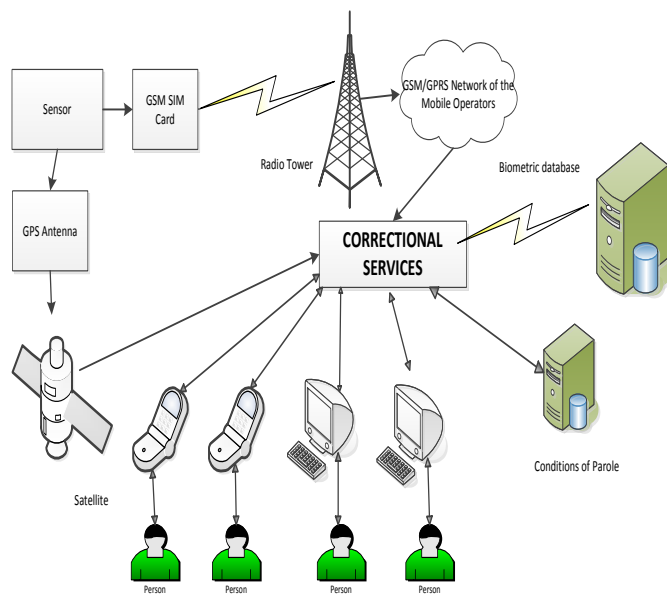 Sensor
GSM SIM
Card
GSM/GPRS Network of the
Mobile Operators
Radio Tower
Biometric database
GPS Antenna
CORRECTIONAL
SERVICES
Conditions of Parole
Satellite
Person
Person
Person
Person